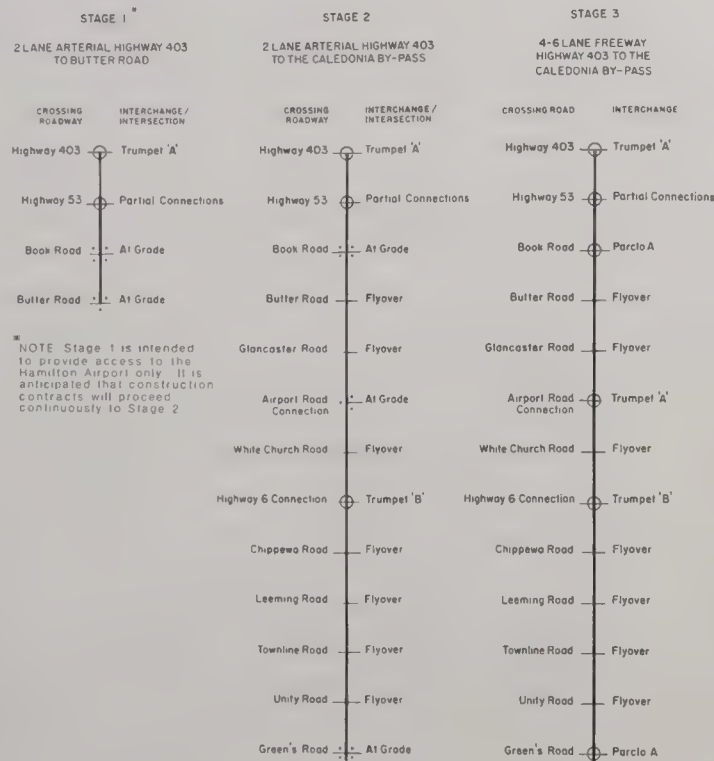 STAGE 1 *
2 LANE ARTERIAL HIGHWAY 403
TO BUTTER ROAD
CROSSING ROADWAY
INTERCHANGE/ INTERSECTION
Highway 403 Trumpet 'A'
Highway 53 Partial Connections
Book Road At Grade
Butter Road At Grade
* NOTE Stage 1 is intended
to provide access to the
Hamilton Airport only It is
anticipated that construction
contracts will proceed
continuously to Stage 2
STAGE 2
2 LANE ARTERIAL HIGHWAY 403
TO THE CALEDONIA BY-PASS
CROSSING ROADWAY
INTERCHANGE/ INTERSECTION
Highway 403 Trumpet 'A'
Highway 53 Partial Connections
Book Road At Grade
Butter Road Flyover
Glancaster Road Flyover
Airport Road At Grade
Connection
White Church Road Flyover
Highway 6 Connection Trumpet 'B'
Chippewa Road Flyover
Leeming Road Flyover
Townline Road Flyover
Unity Road Flyover
Green's Road At Grade
STAGE 3
4-6 LANE FREEWAY
HIGHWAY 403 TO THE
CALEDONIA BY-PASS
CROSSING ROAD INTERCHANGE
Highway 403 Trumpet 'A'
Highway 53 Partial Connections
Book Road Parclo A
Butter Road Flyover
Glancaster Road Flyover
Airport Road Trumpet 'A'
Connection
White Church Road Flyover
Highway 6 Connection Trumpet 'B'
Chippewa Road Flyover
Leeming Road Flyover
Townline Road Flyover
Unity Road Flyover
Green's Road Parclo A